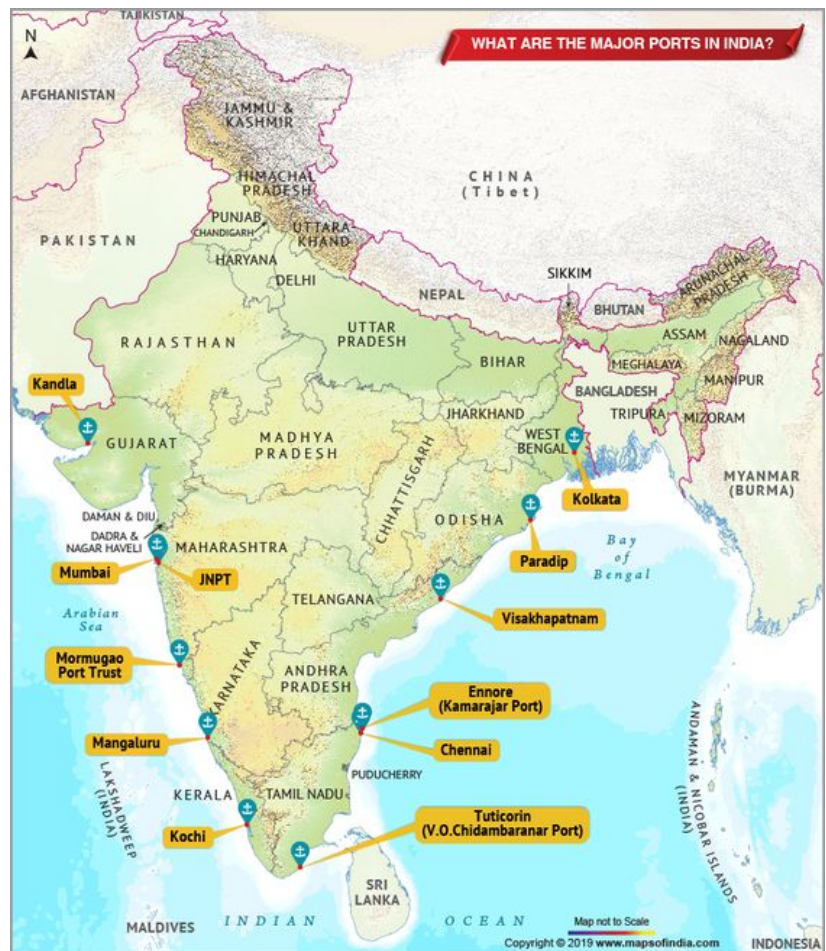 TAJIKISTAN
N
WHAT ARE THE MAJOR PORTS IN INDIA?
AFGHANISTAN
JAMMU &
KASHMIR
CHINA
(Tibet)
HIMACHAL
PRADESH
PUNJAB
CHANDIGARH
UTTARA-
KHAND
PAKISTAN
HARYANA
DELHI
SIKKIM
ARUNACHAL
PRADESH
NEPAL
BHUTAN
RAJASTHAN
UTTAR
PRADESH
ASSAM
NAGALAND
BIHAR
MEGHALAYA
MANIPUR
Kandla
BANGLADESH
JHARKHAND
TRIPURA
MIZORAM
GUJARAT
MADHYA
PRADESH
WEST
BENGAL
CHHATTISGARH
MYANMAR
(BURMA)
Kolkata
DAMAN & DIU
DADRA &
NAGAR HAVELI
ODISHA
MAHARASHTRA
Paradip
Bay
of
Bengal
Mumbai
JNPT
TELANGANA
Arabian
Sea
Visakhapatnam
Mormugao
Port Trust
KARNATAKA
ANDHRA
PRADESH
Ennore
(Kamarajar Port)
Mangaluru
Chennai
PUDUCHERRY
LAKSHADWEEP
(INDIA)
KERALA
TAMIL NADU
ANDAMAN & NICOBAR ISLANDS
(INDIA)
Kochi
Tuticorin
(V.O.Chidambaranar Port)
SRI
LANKA
MALDIVES
INDIAN OCEAN
Map not to Scale
Copyright © 2019 www.mapsofindia.com
INDONESIA